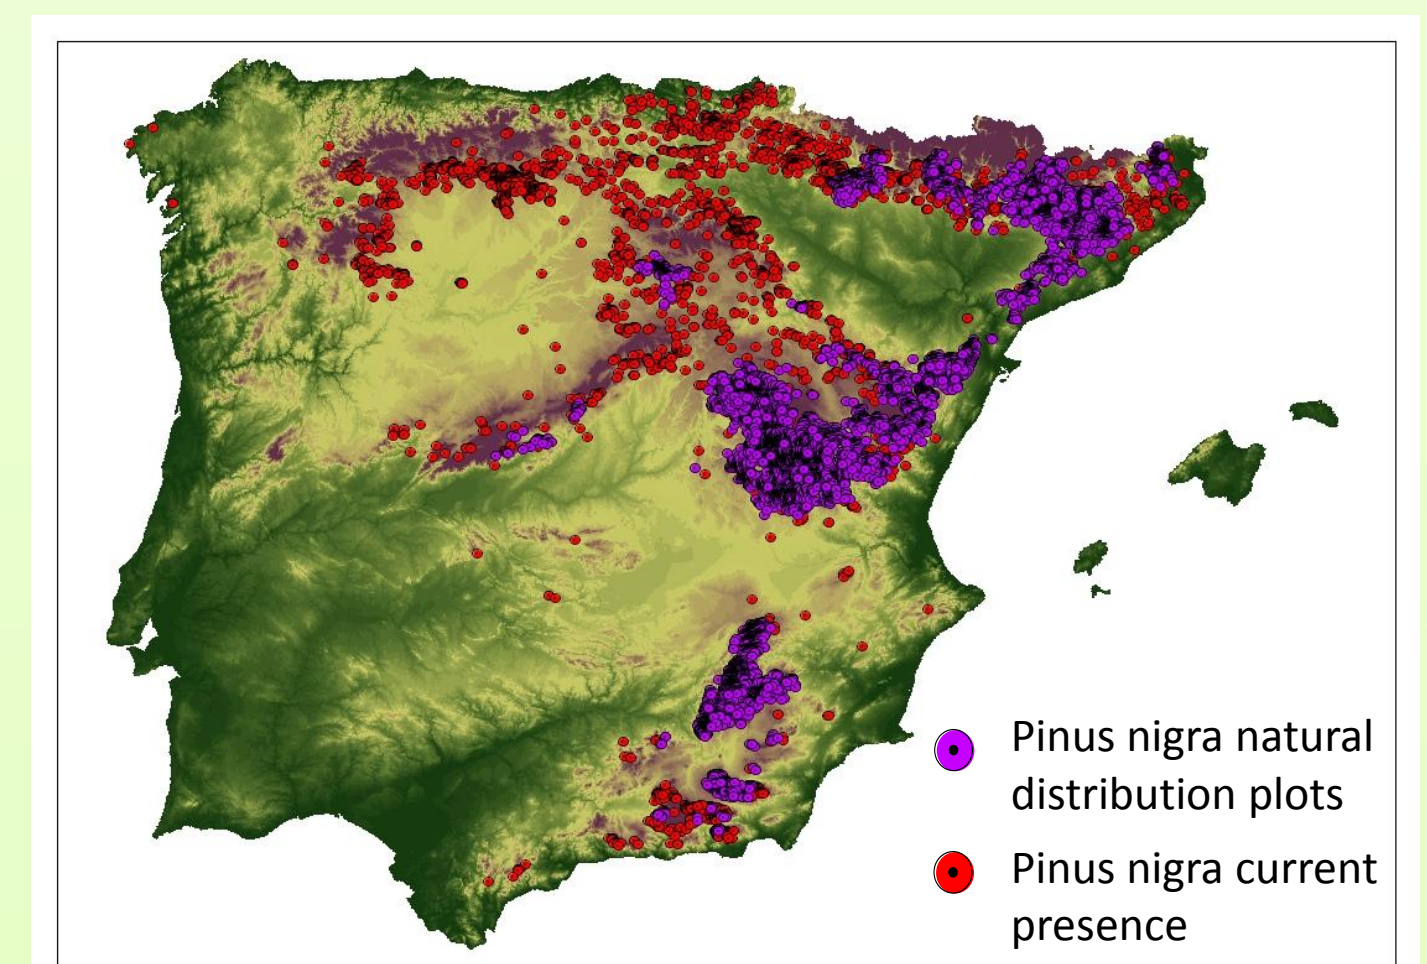 Pinus nigra natural
distribution plots
Pinus nigra current
presence